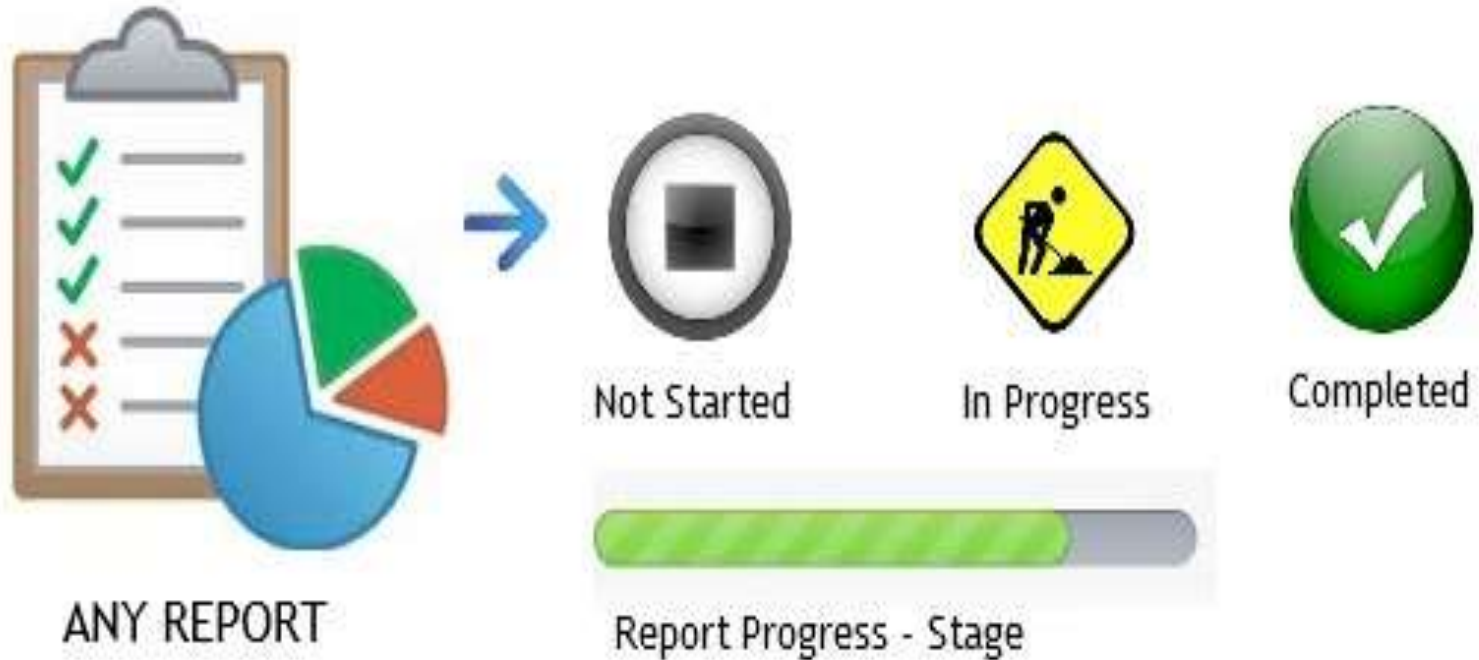 Not Started
In Progress
Completed
ANY REPORT
Report Progress - Stage